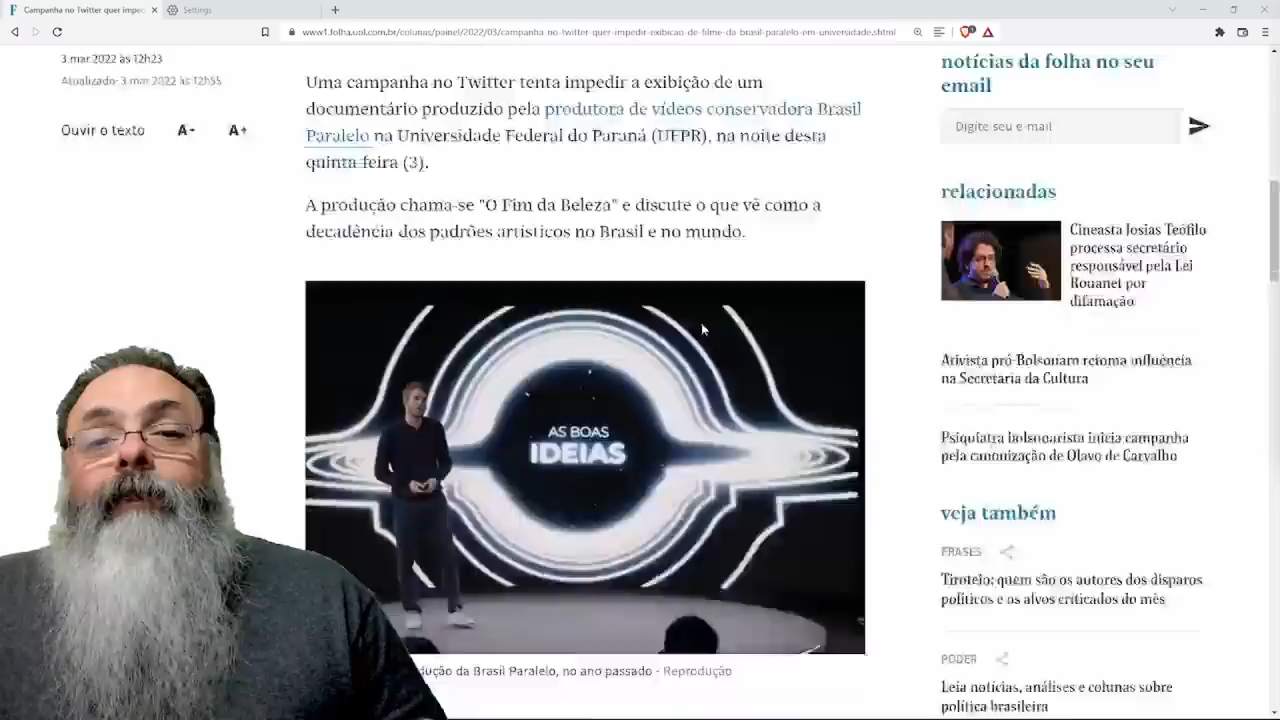 Campanha no Twitter quer impec
Settings
www1.folha.uol.com.br/colunas/painel/2022/03/campanha-no-twitter-quer-impedir-exibicao-de-filme-da-brasil-paralelo-em-universidade.shtml
3.mar.2022 às 12h23
Atualizado: 3.mar.2022 às 12h55
Ouvir o texto
A-
A+
Uma campanha no Twitter tenta impedir a exibição de um
documentário produzido pela produtora de vídeos conservadora Brasil
Paralelo na Universidade Federal do Paraná (UFPR), na noite desta
quinta-feira (3).
A produção chama-se "O Fim da Beleza" e discute o que vê como a
decadência dos padrões artísticos no Brasil e no mundo.
AS BOAS
IDEIAS
dução da Brasil Paralelo, no ano passado - Reprodução
notícias da folha no seu
email
Digite seu e-mail
relacionadas
Cineasta Josias Teófilo
processa secretário
responsável pela Lei
Rouanet por
difamação
Ativista pró-Bolsonaro retoma influência
na Secretaria da Cultura
Psiquiatra bolsonarista inicia campanha
pela canonização de Olavo de Carvalho
veja também
FRASES
Tiroteio: quem são os autores dos disparos
políticos e os alvos criticados do mês
PODER
Leia notícias, análises e colunas sobre
política brasileira